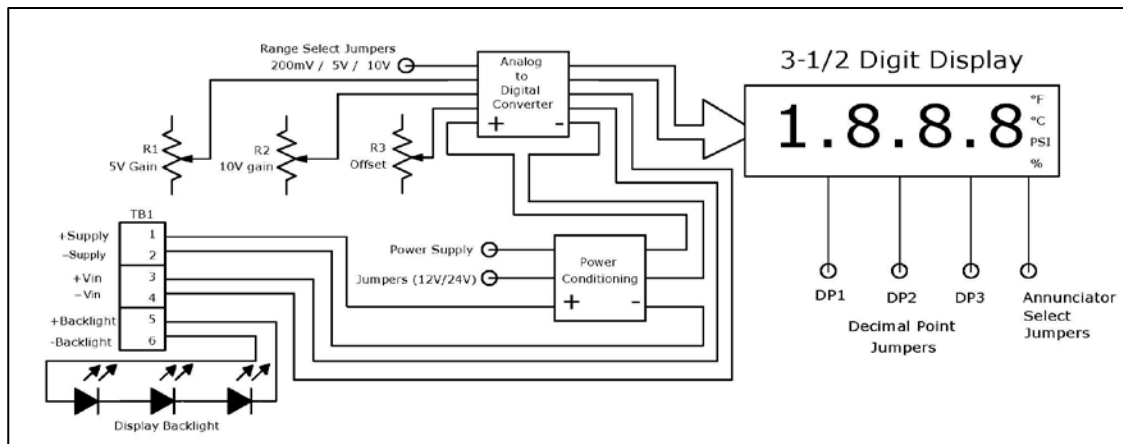 Range Select Jumpers
200mV / 5V / 10V
Analog
to
Digital
Converter
+ -
3-1/2 Digit Display
1.8.8.8
°F
°C
PSI
%
R1
5V Gain
R2
10V gain
R3
Offset
TB1
+Supply 1
−Supply 2
+Vin 3
−Vin 4
+Backlight 5
-Backlight 6
Power Supply
Jumpers (12V/24V)
Power
Conditioning
+ -
DP1
DP2
DP3
Decimal Point
Jumpers
Annunciator
Select
Jumpers
Display Backlight